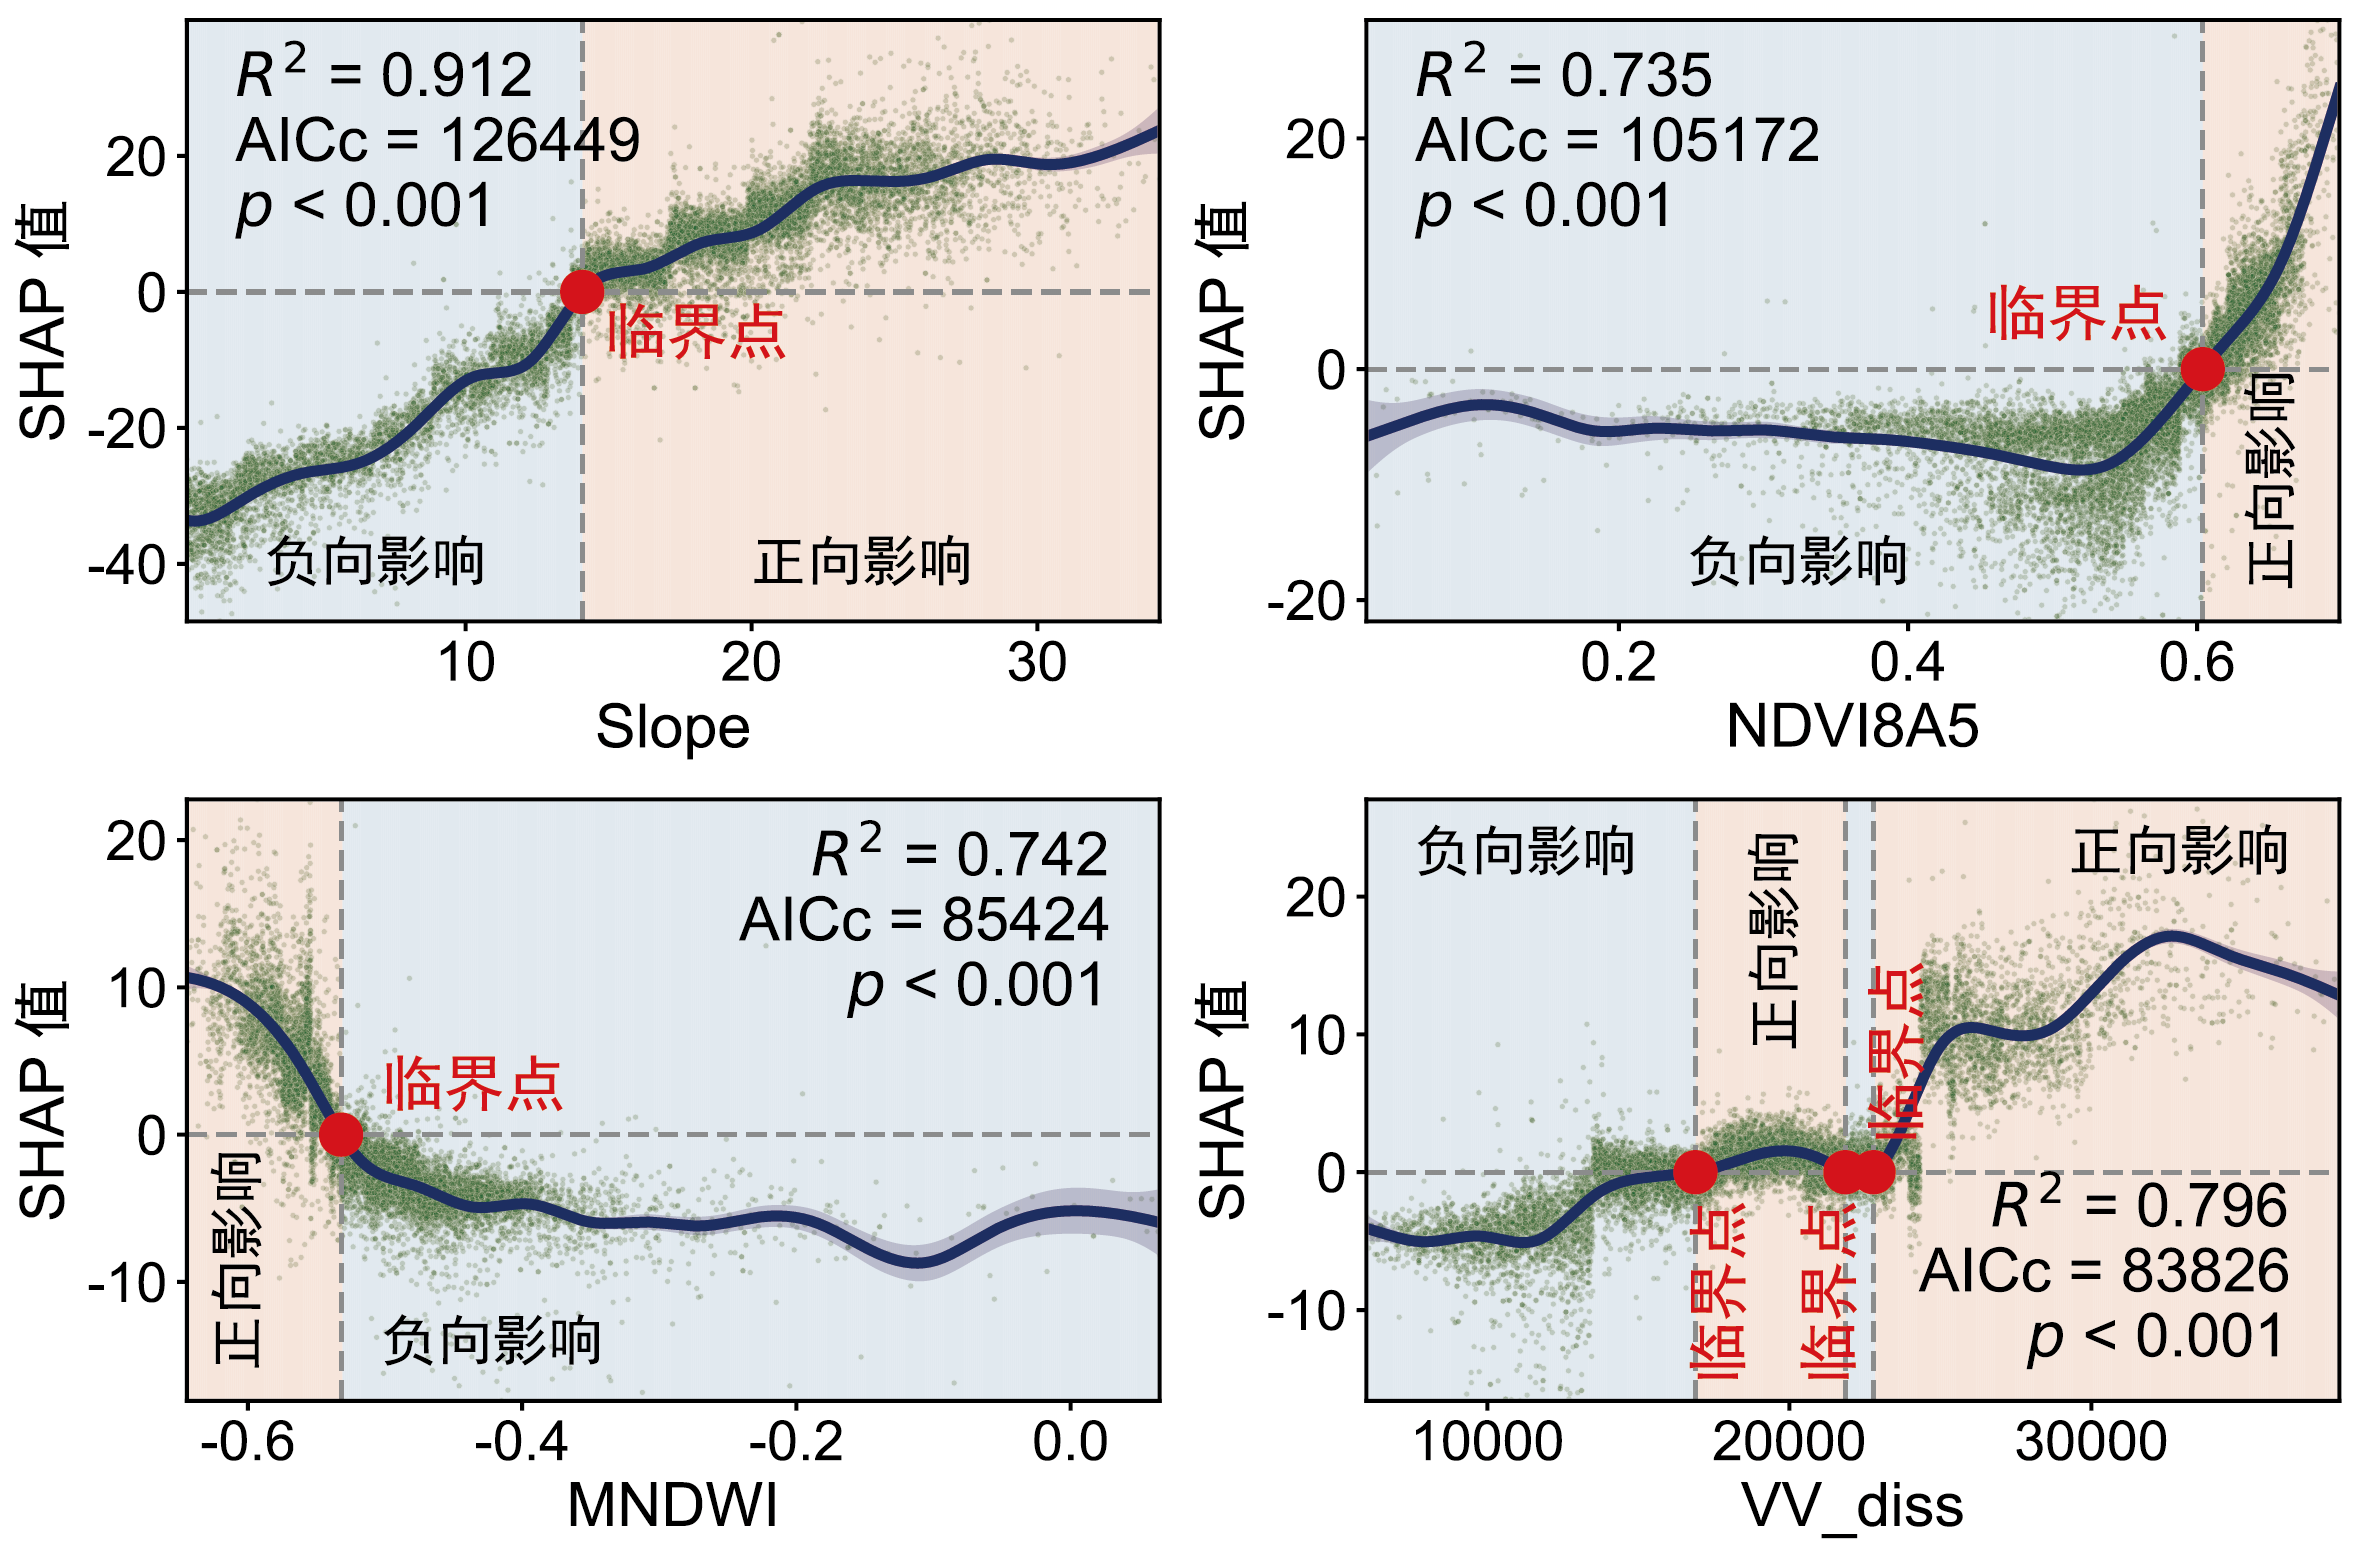 R² = 0.912
AICc = 126449
p < 0.001
临界点
负向影响
正向影响
SHAP 值
20
0
-20
-40
10
20
30
Slope
R² = 0.735
AICc = 105172
p < 0.001
临界点
负向影响
正向影响
SHAP 值
20
0
-20
0.2
0.4
0.6
NDVI8A5
R² = 0.742
AICc = 85424
p < 0.001
临界点
正向影响
负向影响
SHAP 值
20
10
0
-10
-0.6
-0.4
-0.2
0.0
MNDWI
负向影响
正向影响
正向影响
临界点
临界点
临界点
R² = 0.796
AICc = 83826
p < 0.001
SHAP 值
20
10
0
-10
10000
20000
30000
VV_diss